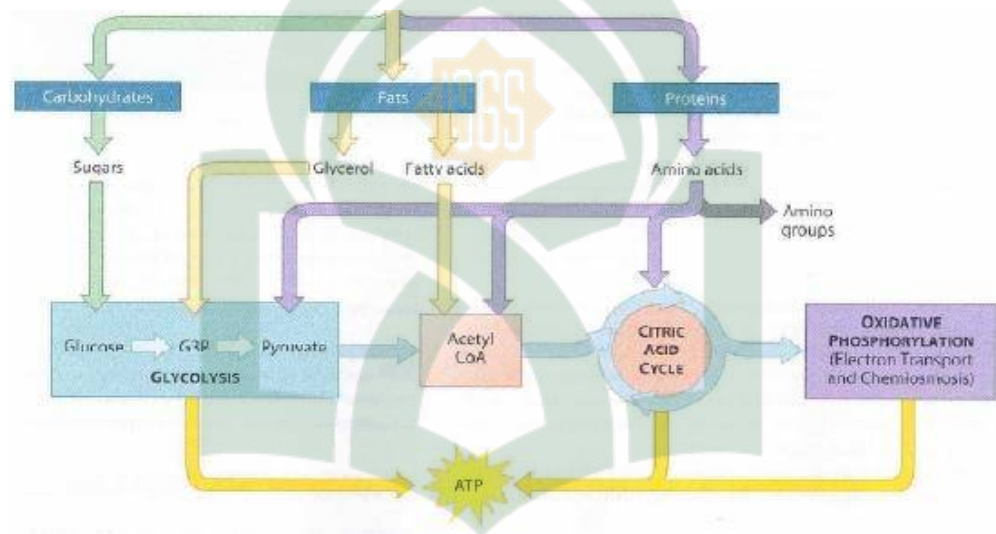 Carbohydrates
Fats
Proteins
Sugars
Glycerol
Fatty acids
Amino acids
Amino
groups
Glucose
G3P
Pyruvate
GLYCOLYSIS
Acetyl
CoA
CITRIC
ACID
CYCLE
OXIDATIVE
PHOSPHORYLATION
(Electron Transport
and Chemiosmosis)
ATP